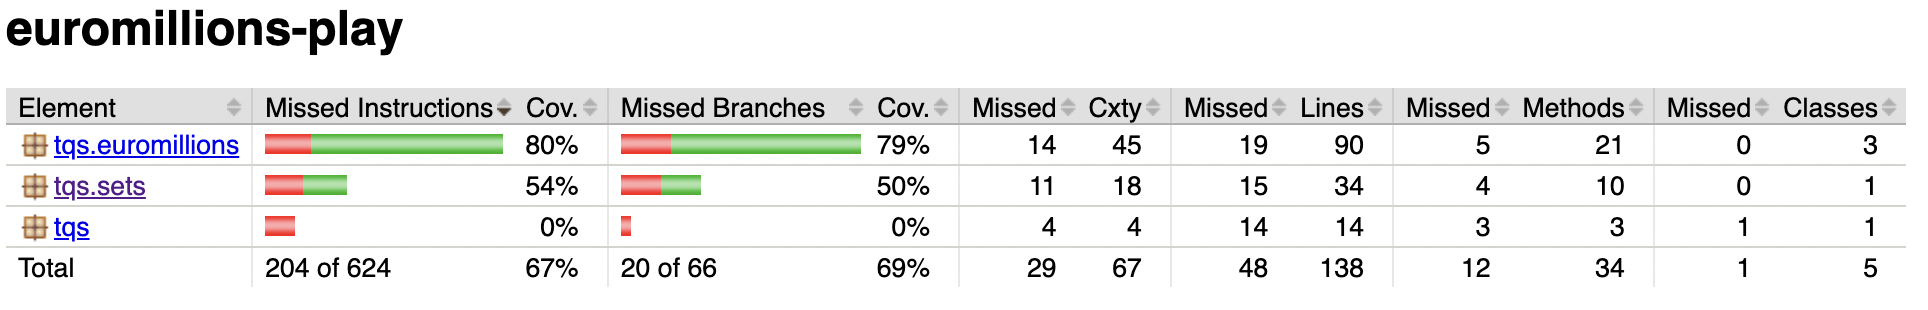 euromillions-play
Element Missed Instructions Cov. Missed Branches Cov. Missed Cxty Missed Lines Missed Methods Missed Classes
tqs.euromillions 80% 79% 14 45 19 90 5 21 0 3
tqs.sets 54% 50% 11 18 15 34 4 10 0 1
tqs 0% 0% 4 4 14 14 3 3 1 1
Total 204 of 624 67% 20 of 66 69% 29 67 48 138 12 34 1 5